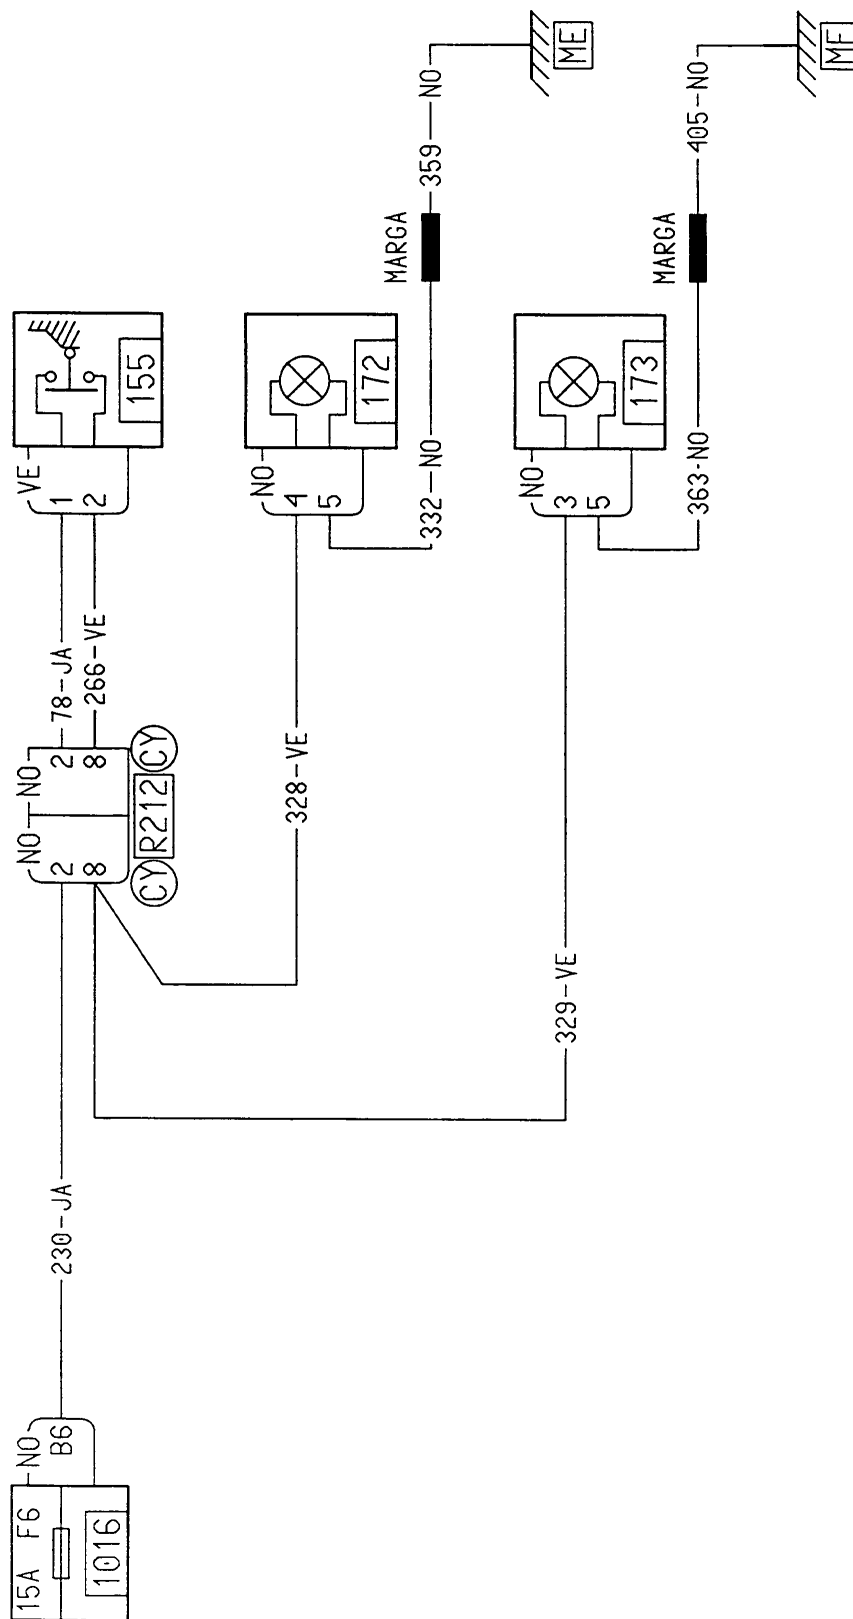 15A F6
1016
NO
B6
230-JA
NO
2
8
CY
R212
NO
2
8
CY
78-JA
266-VE
VE
1
2
155
328-VE
NO
4
5
172
332-NO
MARGA
359-NO
ME
329-VE
NO
3
5
173
363-NO
MARGA
405-NO
MF